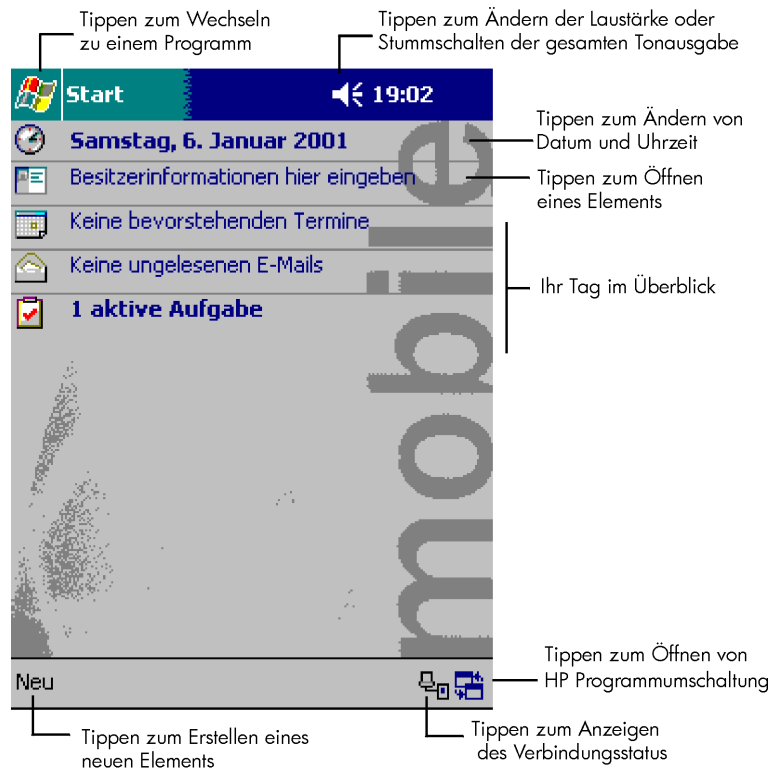 Tippen zum Wechseln
zu einem Programm
Tippen zum Ändern der Laustärke oder
Stummschalten der gesamten Tonausgabe
Start
19:02
Samstag, 6. Januar 2001
Tippen zum Ändern von
Datum und Uhrzeit
Besitzerinformationen hier eingeben
Tippen zum Öffnen
eines Elements
Keine bevorstehenden Termine
Keine ungelesenen E-Mails
Ihr Tag im Überblick
1 aktive Aufgabe
mobile
Neu
Tippen zum Öffnen von
HP Programmumschaltung
Tippen zum Erstellen eines
neuen Elements
Tippen zum Anzeigen
des Verbindungsstatus